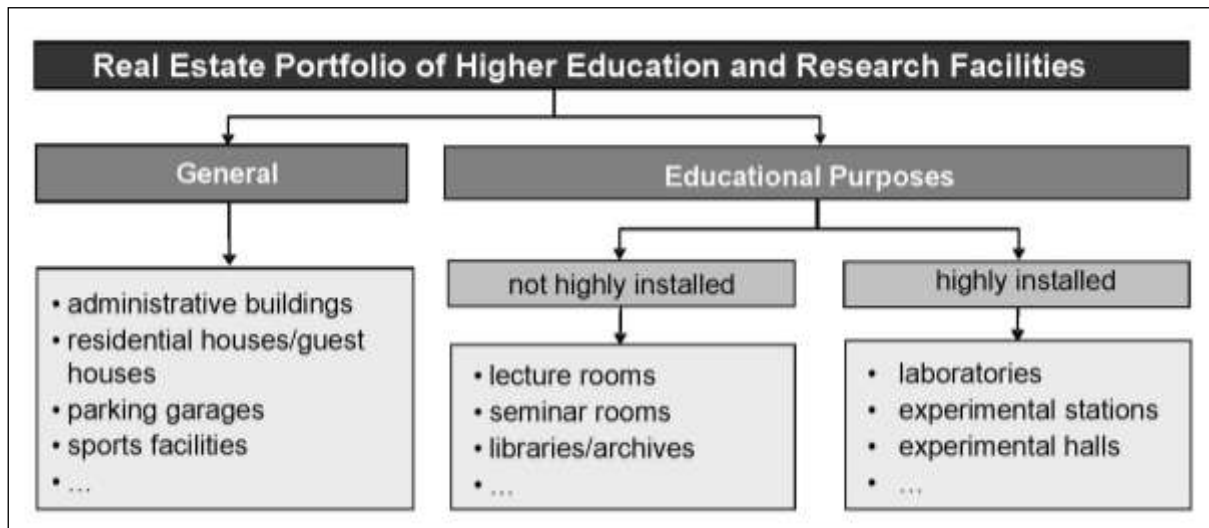 Real Estate Portfolio of Higher Education and Research Facilities
General
Educational Purposes
• administrative buildings
• residential houses/guest
houses
• parking garages
• sports facilities
• ...
not highly installed
• lecture rooms
• seminar rooms
• libraries/archives
• ...
highly installed
• laboratories
• experimental stations
• experimental halls
• ...